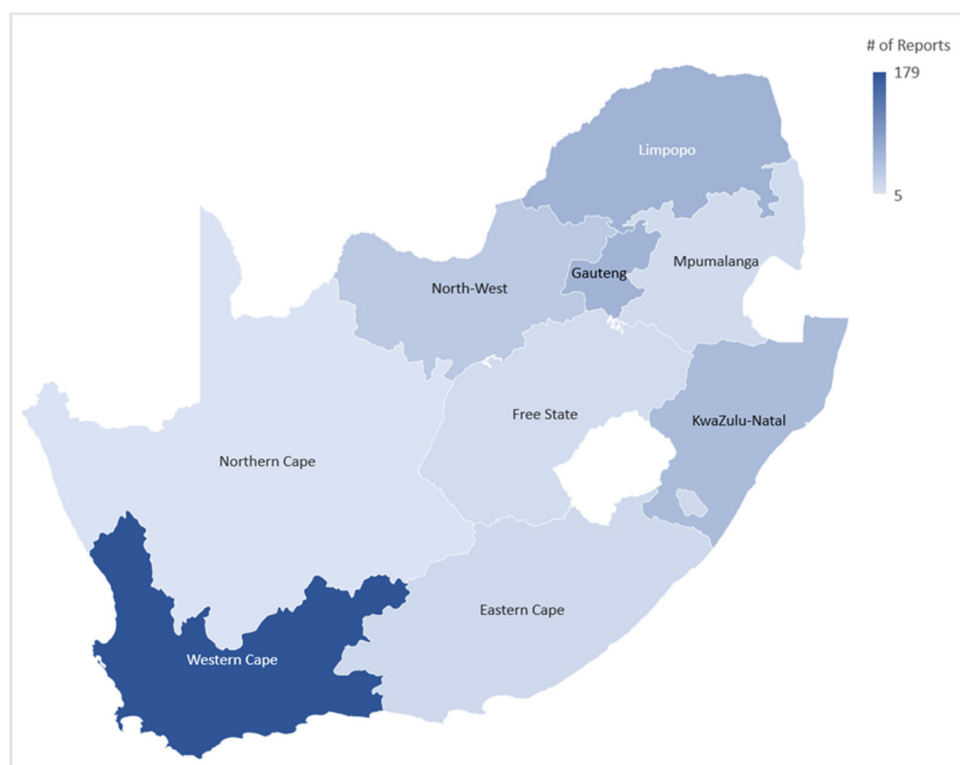 # of Reports
179
5
Limpopo
Mpumalanga
Gauteng
North-West
Free State
KwaZulu-Natal
Northern Cape
Eastern Cape
Western Cape